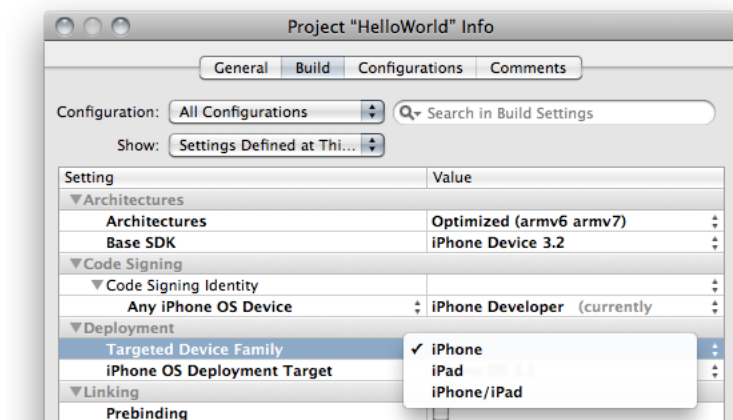 Project “HelloWorld” Info
General Build Configurations Comments
Configuration: All Configurations Search in Build Settings
Show: Settings Defined at Thi...
Setting Value
Architectures
Architectures Optimized (armv6 armv7)
Base SDK iPhone Device 3.2
Code Signing
Code Signing Identity
Any iPhone OS Device iPhone Developer (currently
Deployment
Targeted Device Family ✓ iPhone
iPad
iPhone OS Deployment Target
iPhone/iPad
Linking
Prebinding